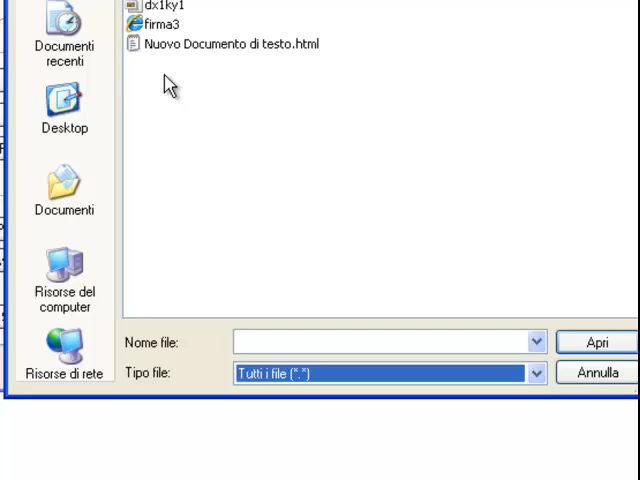 dx1ky1
firma3
Nuovo Documento di testo.html
Documenti
recenti
Desktop
Documenti
Risorse del
computer
Risorse di rete
Nome file:
Apri
Tipo file:
Tutti i file (*.*)
Annulla